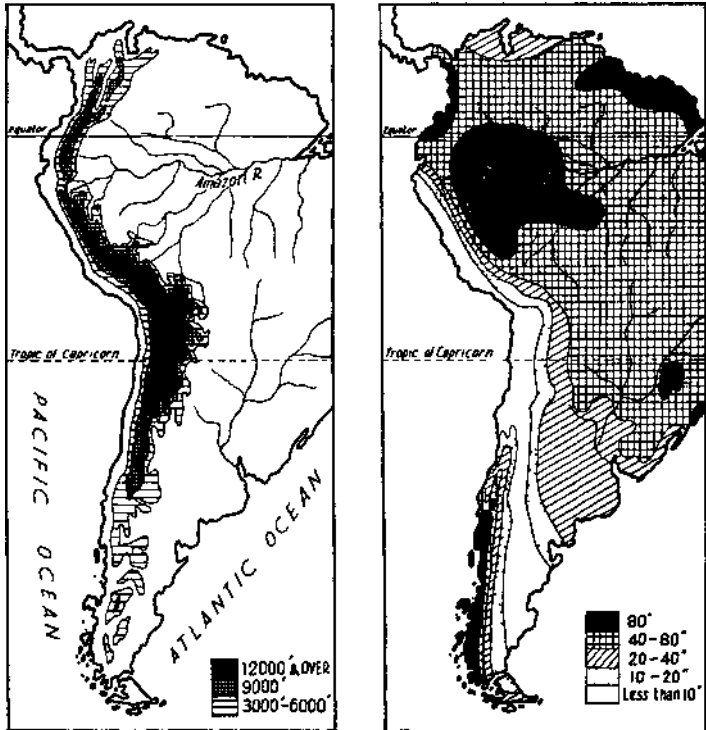 Equator
Amazon R
Tropic of Capricorn
PACIFIC OCEAN
ATLANTIC OCEAN
12000' & OVER
9000'
3000'-6000'
Equator
Tropic of Capricorn
80"
40-80"
20-40"
10-20"
Less than 10"